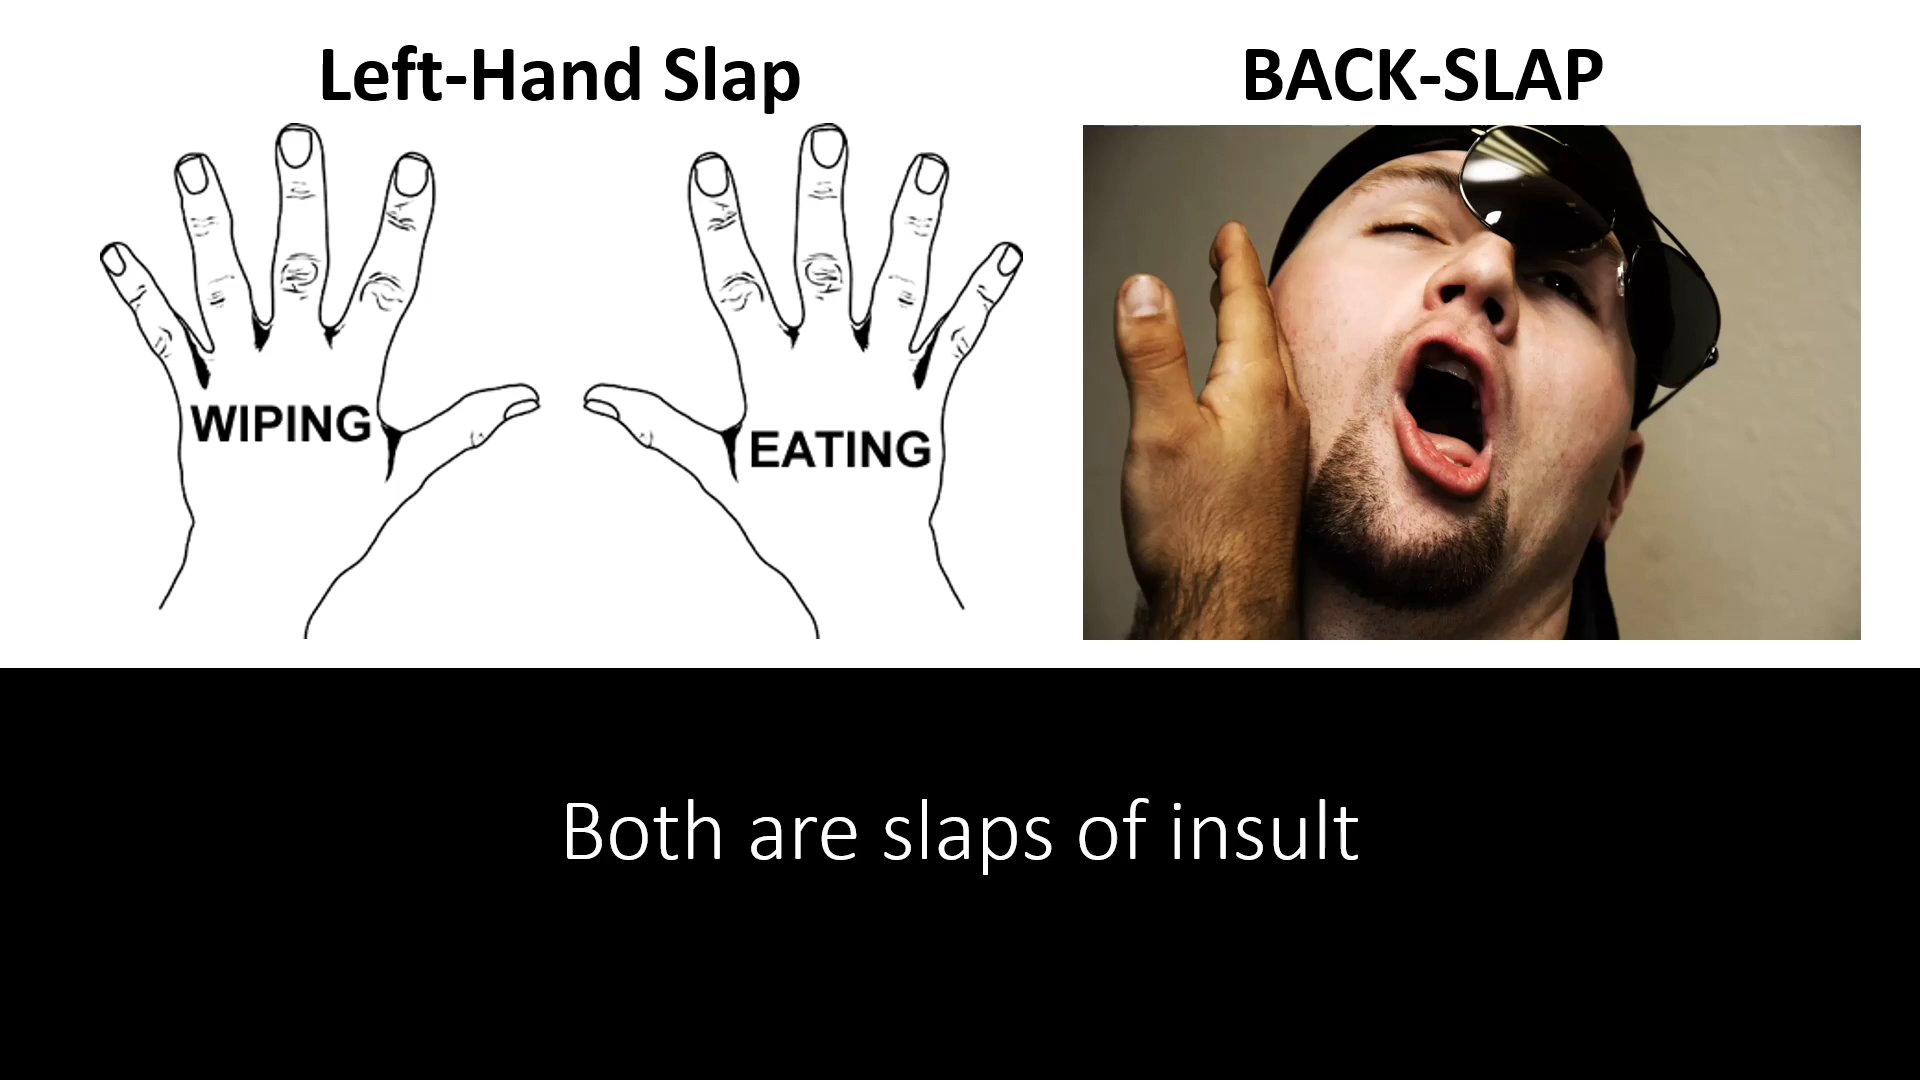 Left-Hand Slap
BACK-SLAP
WIPING
EATING
Both are slaps of insult